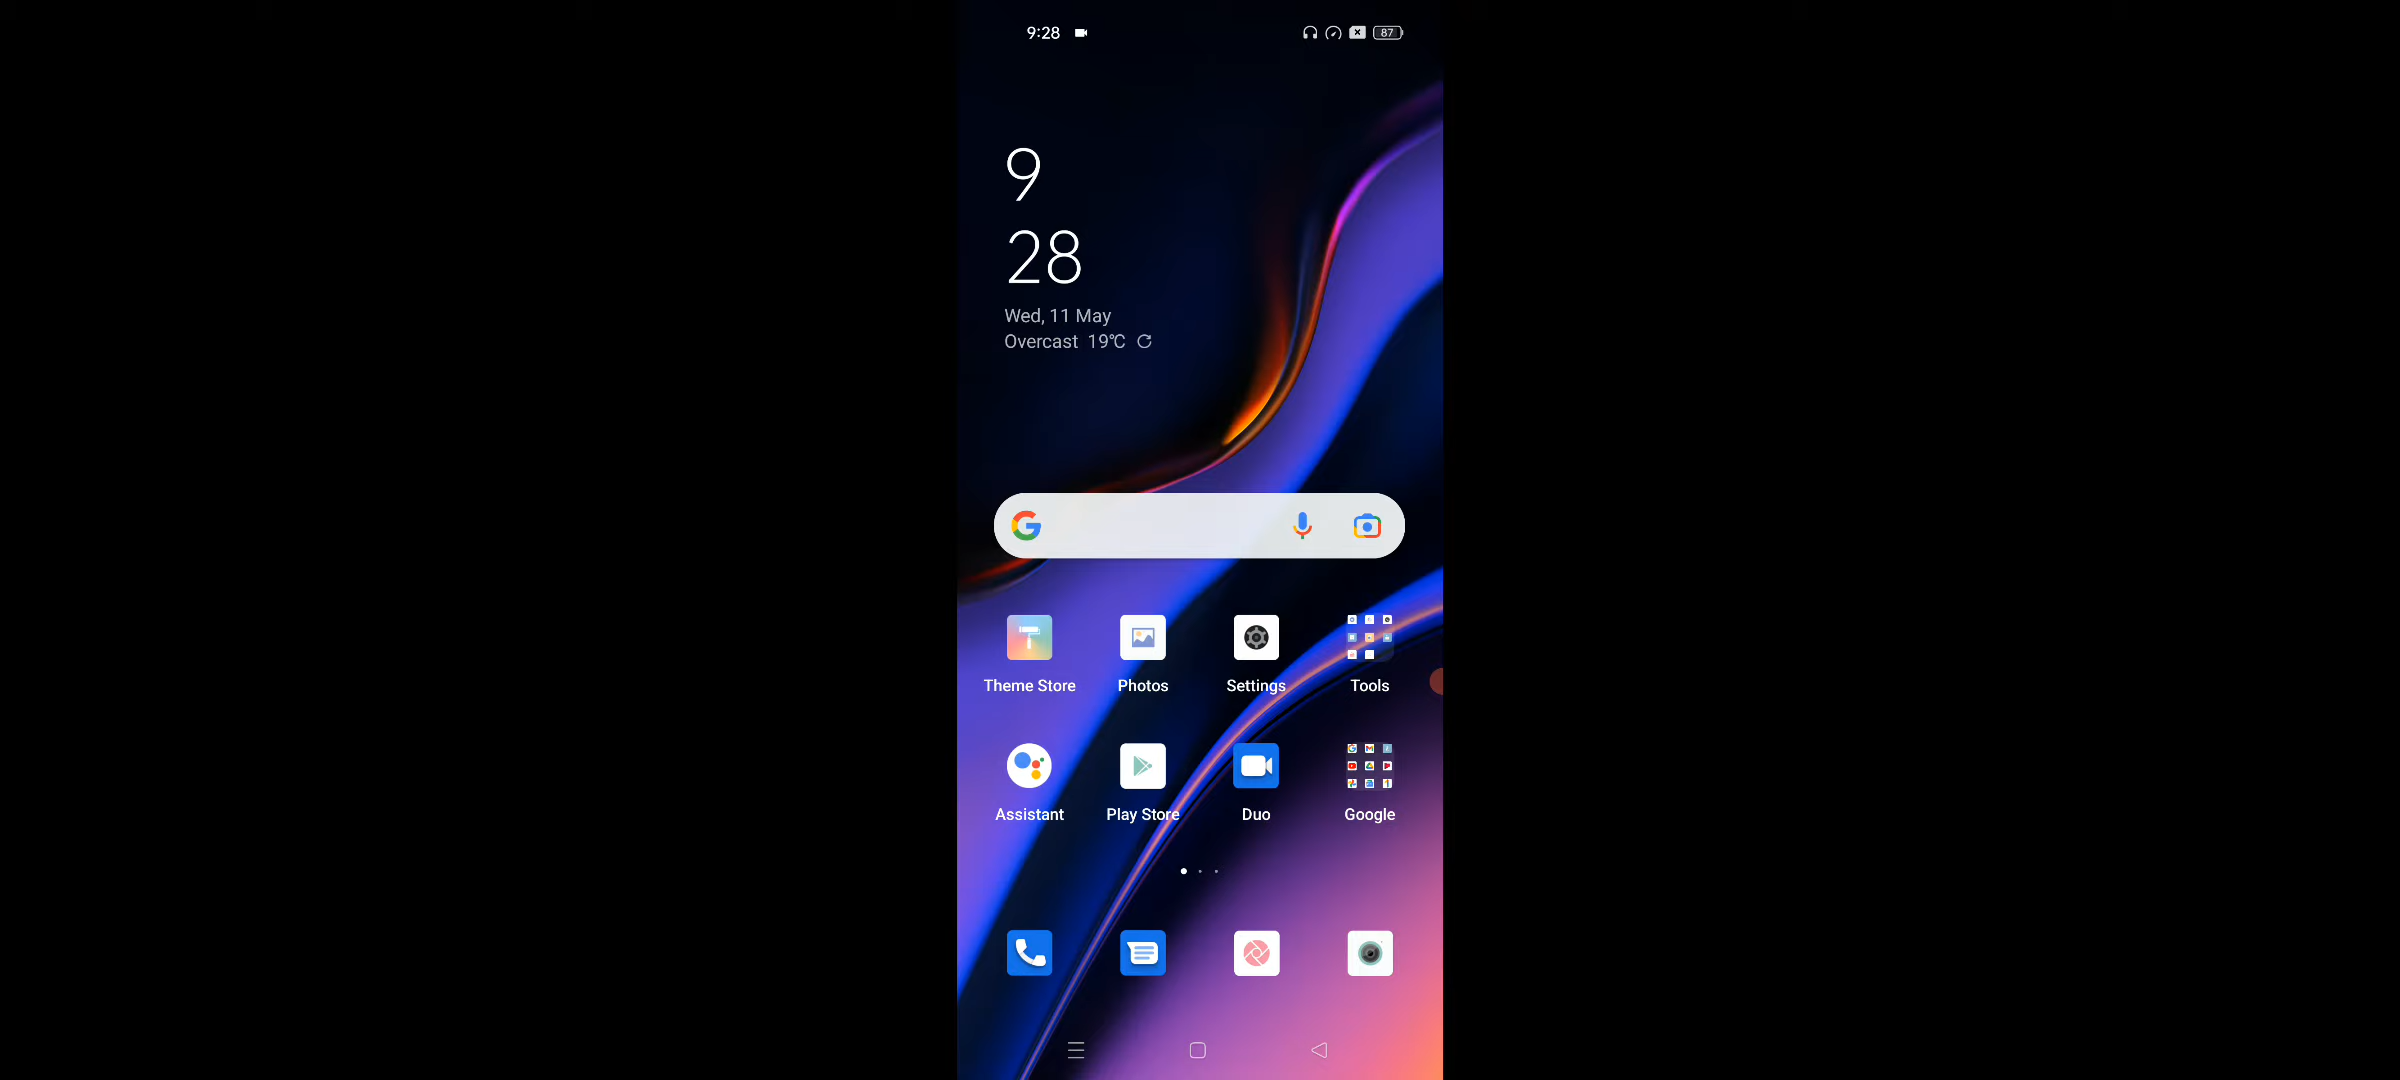 9:28
87
9
28
Wed, 11 May
Overcast 19℃
Theme Store
Photos
Settings
Tools
Assistant
Play Store
Duo
Google